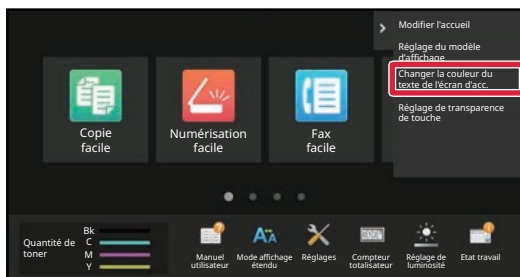 Modifier l'accueil
Réglage du modèle
d'affichage
Changer la couleur du
texte de l'écran d'acc.
Réglage de transparence
de touche
Copie
facile
Numérisation
facile
Fax
facile
Quantité de
toner
Bk
C
M
Y
Manuel
utilisateur
Mode affichage
étendu
Réglages
Compteur
totalisateur
Réglage de
luminosité
Etat travail